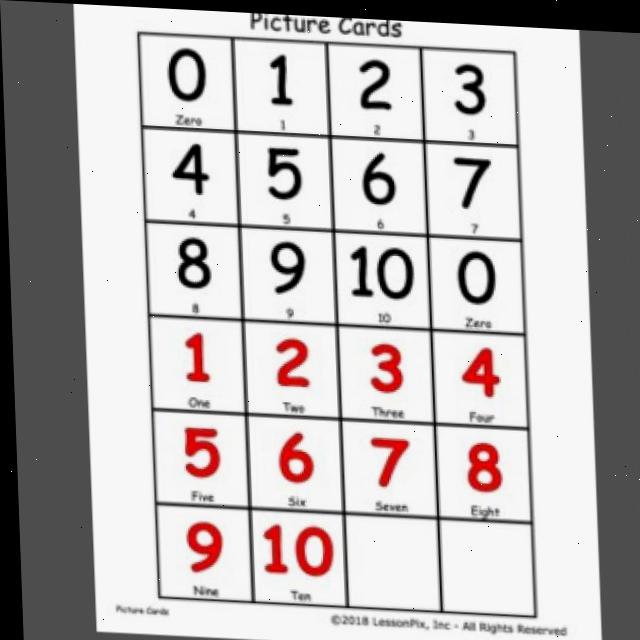 Picture Cards
0 1 2 3
Zero 1 2 3
4 5 6 7
4 5 6 7
8 9 10 0
8 9 10 Zero
1 2 3 4
One Two Three Four
5 6 7 8
Five Six Seven Eight
9 10
Nine Ten
Picture Cards
©2018 LessonPix, Inc - All Rights Reserved